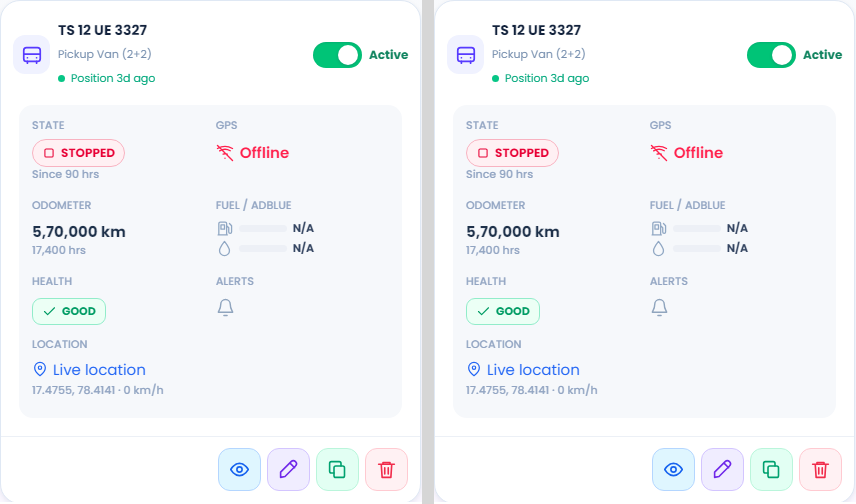 TS 12 UE 3327
Pickup Van (2+2)
Position 3d ago
Active
STATE
GPS
STOPPED
Offline
Since 90 hrs
ODOMETER
FUEL / ADBLUE
5,70,000 km
N/A
17,400 hrs
N/A
HEALTH
ALERTS
GOOD
LOCATION
Live location
17.4755, 78.4141 · 0 km/h
TS 12 UE 3327
Pickup Van (2+2)
Position 3d ago
Active
STATE
GPS
STOPPED
Offline
Since 90 hrs
ODOMETER
FUEL / ADBLUE
5,70,000 km
N/A
17,400 hrs
N/A
HEALTH
ALERTS
GOOD
LOCATION
Live location
17.4755, 78.4141 · 0 km/h